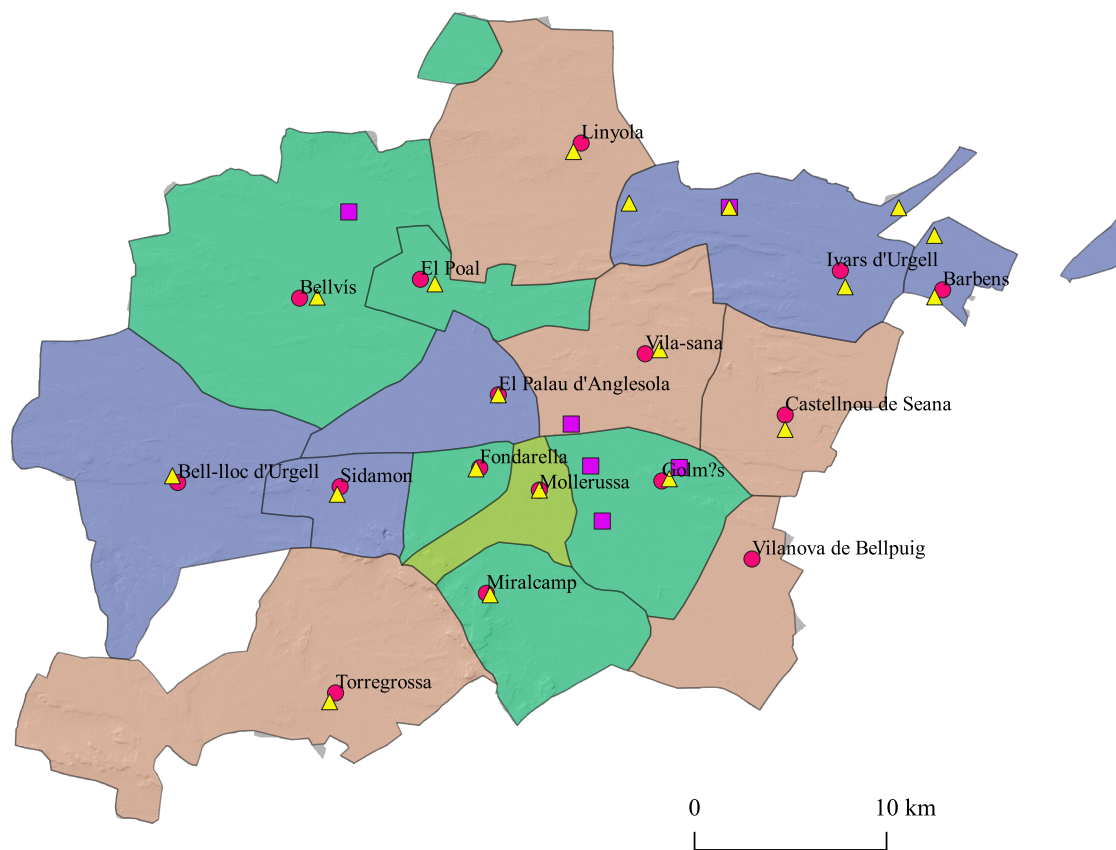 Linyola
Ivars d'Urgell
El Poal
Barbens
Bellvís
Vila-sana
El Palau d'Anglesola
Castellnou de Seana
Fondarella
Bell-lloc d'Urgell
Golm?s
Sidamon
Mollerussa
Vilanova de Bellpuig
Miralcamp
Torregrossa
0 10 km